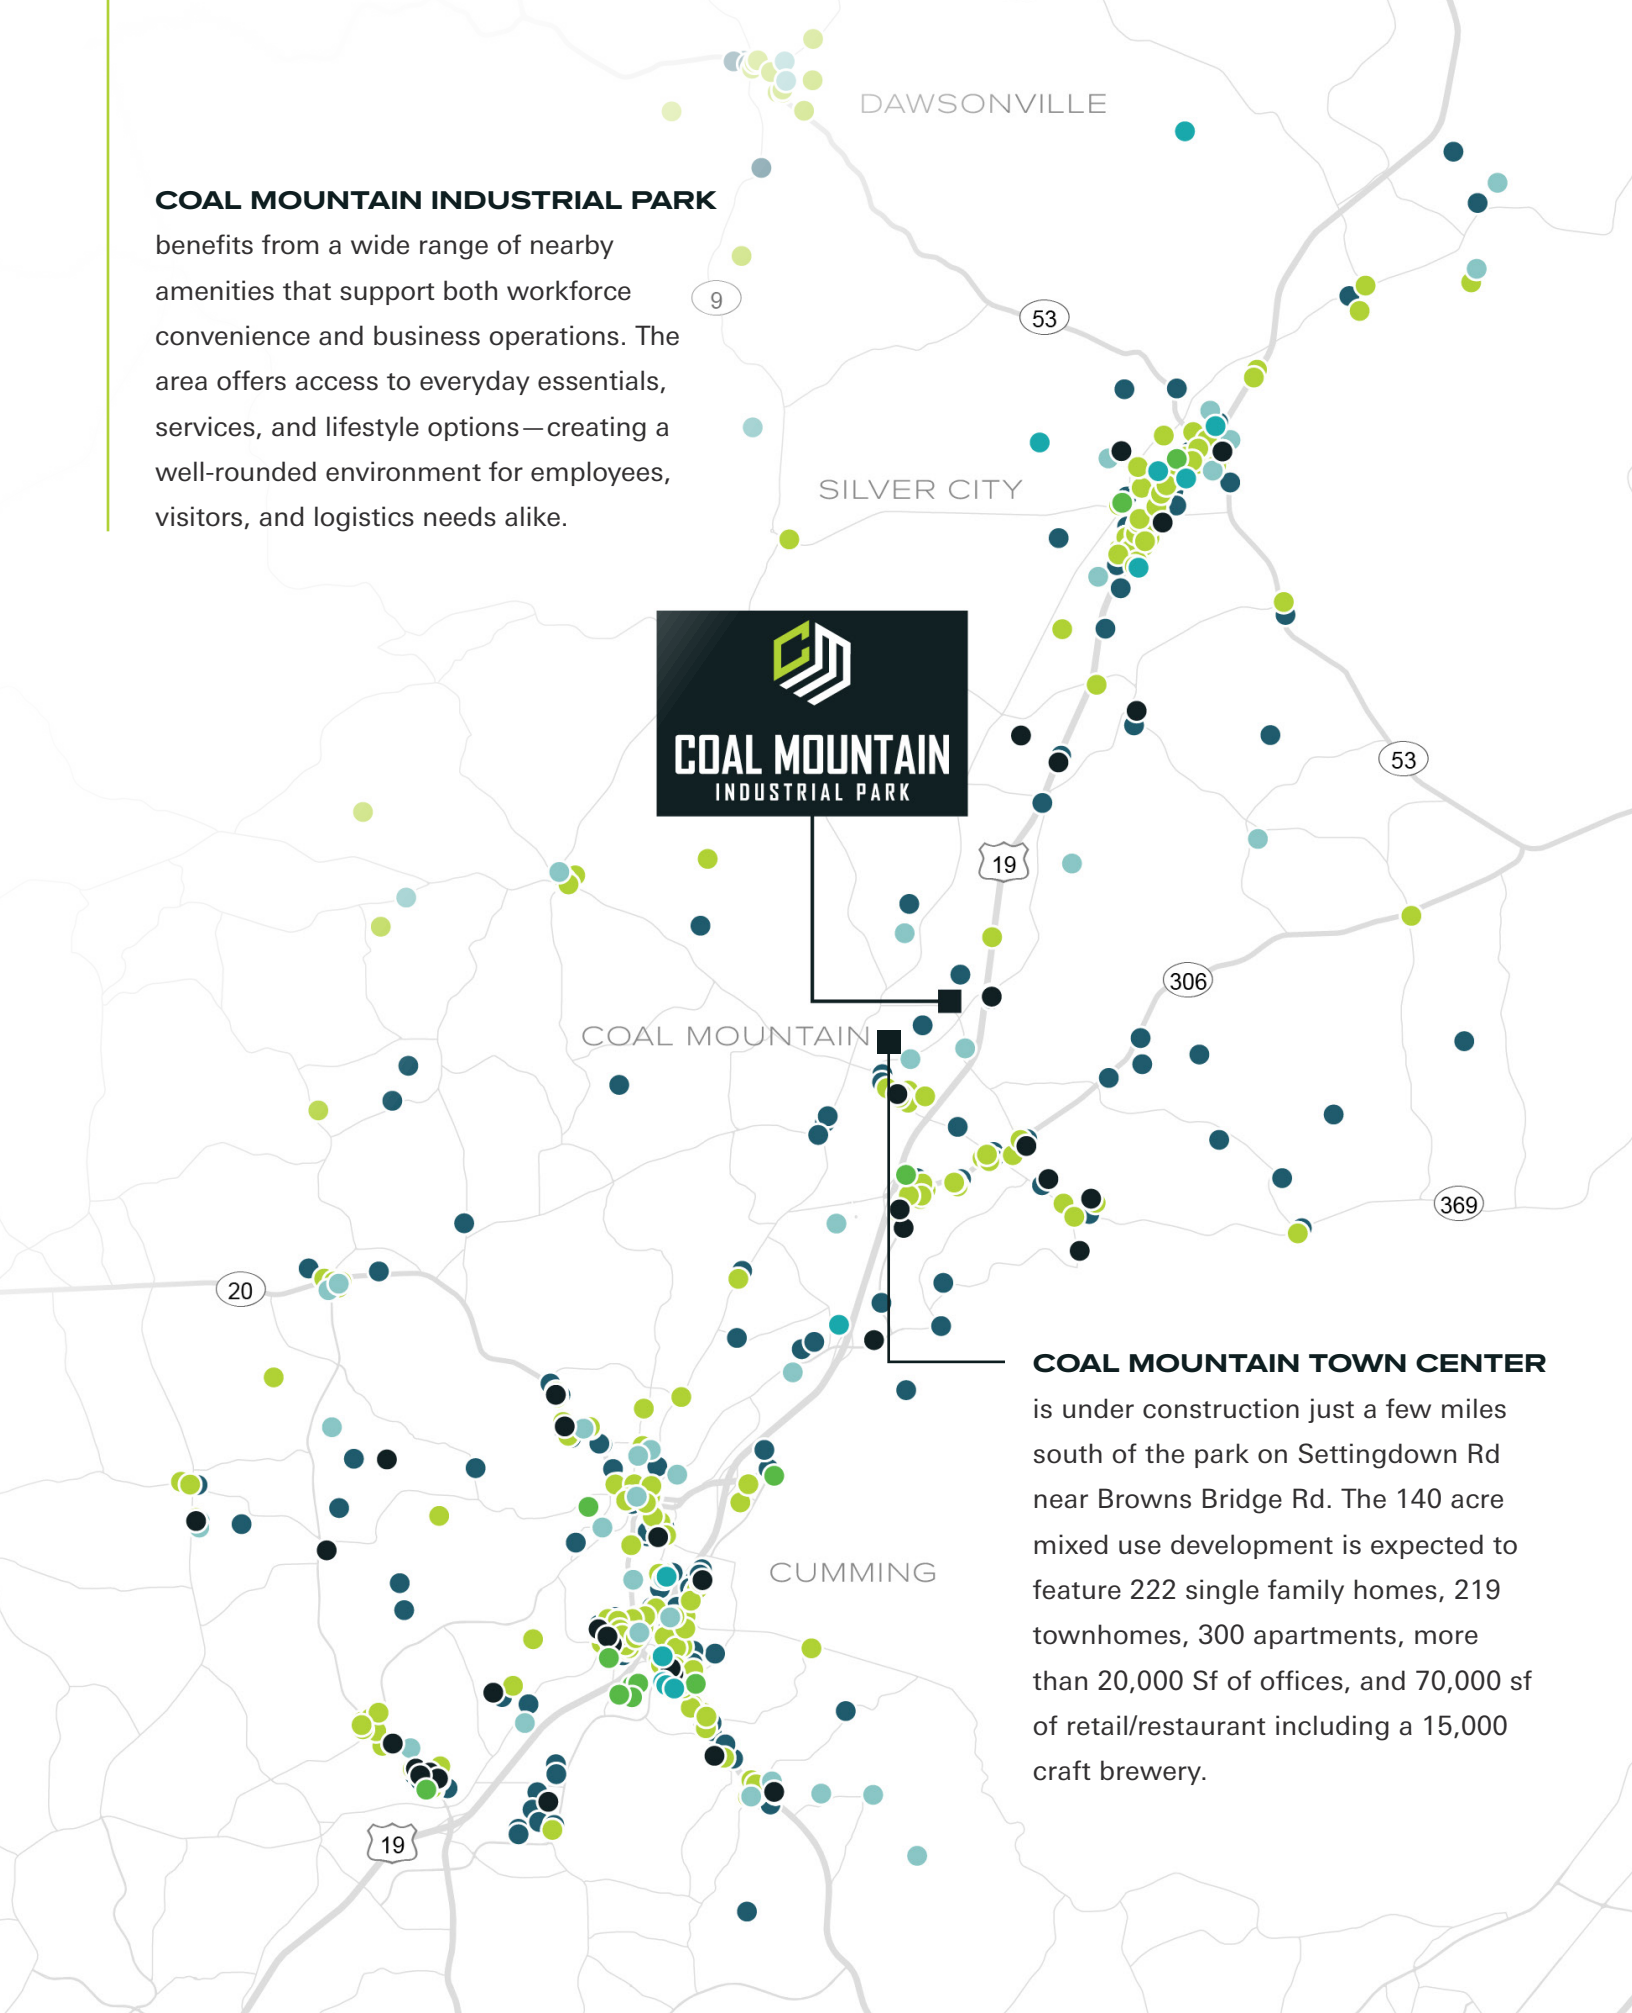 DAWSONVILLE
COAL MOUNTAIN INDUSTRIAL PARK
benefits from a wide range of nearby
amenities that support both workforce
convenience and business operations. The
area offers access to everyday essentials,
services, and lifestyle options—creating a
well-rounded environment for employees,
visitors, and logistics needs alike.
9
53
SILVER CITY
COAL MOUNTAIN
INDUSTRIAL PARK
53
19
306
COAL MOUNTAIN
369
20
COAL MOUNTAIN TOWN CENTER
is under construction just a few miles
south of the park on Settingdown Rd
near Browns Bridge Rd. The 140 acre
mixed use development is expected to
feature 222 single family homes, 219
townhomes, 300 apartments, more
than 20,000 Sf of offices, and 70,000 sf
of retail/restaurant including a 15,000
craft brewery.
CUMMING
19